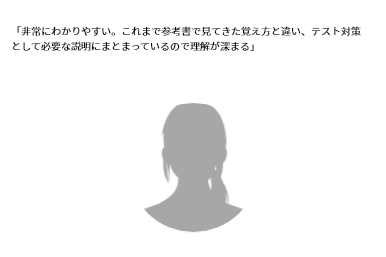 「非常にわかりやすい。これまで参考書で見てきた覚え方と違い、テスト対策
として必要な説明にまとまっているので理解が深まる」